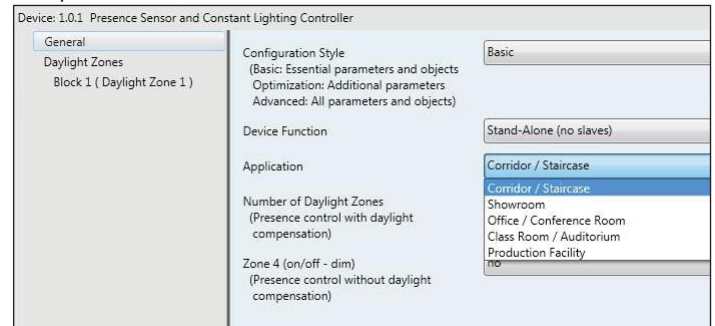 Device: 1.0.1 Presence Sensor and Constant Lighting Controller
General
Daylight Zones
Block 1 ( Daylight Zone 1 )
Configuration Style
(Basic: Essential parameters and objects
Optimization: Additional parameters
Advanced: All parameters and objects)
Basic
Device Function
Stand-Alone (no slaves)
Application
Corridor / Staircase
Corridor / Staircase
Showroom
Office / Conference Room
Class Room / Auditorium
Production Facility
Number of Daylight Zones
(Presence control with daylight
compensation)
Zone 4 (on/off - dim)
(Presence control without daylight
compensation)
no